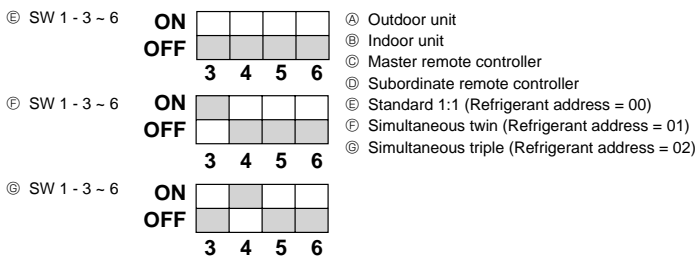 Ⓔ SW 1 - 3 ~ 6
ON
OFF
3 4 5 6
Ⓕ SW 1 - 3 ~ 6
ON
OFF
3 4 5 6
Ⓖ SW 1 - 3 ~ 6
ON
OFF
3 4 5 6
Ⓐ Outdoor unit
Ⓑ Indoor unit
Ⓒ Master remote controller
Ⓓ Subordinate remote controller
Ⓔ Standard 1:1 (Refrigerant address = 00)
Ⓕ Simultaneous twin (Refrigerant address = 01)
Ⓖ Simultaneous triple (Refrigerant address = 02)